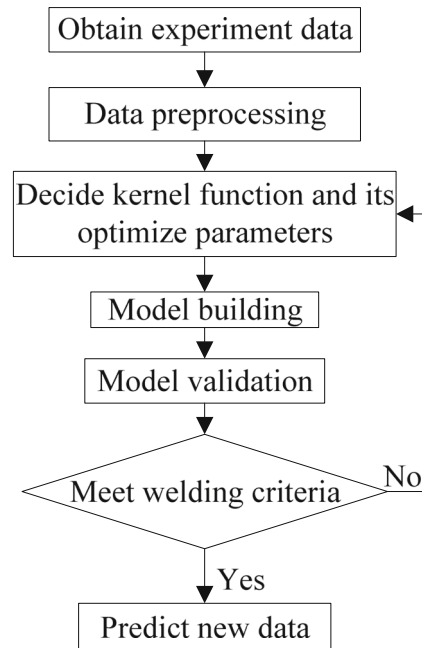 Obtain experiment data
Data preprocessing
Decide kernel function and its
optimize parameters
Model building
Model validation
Meet welding criteria
No
Yes
Predict new data